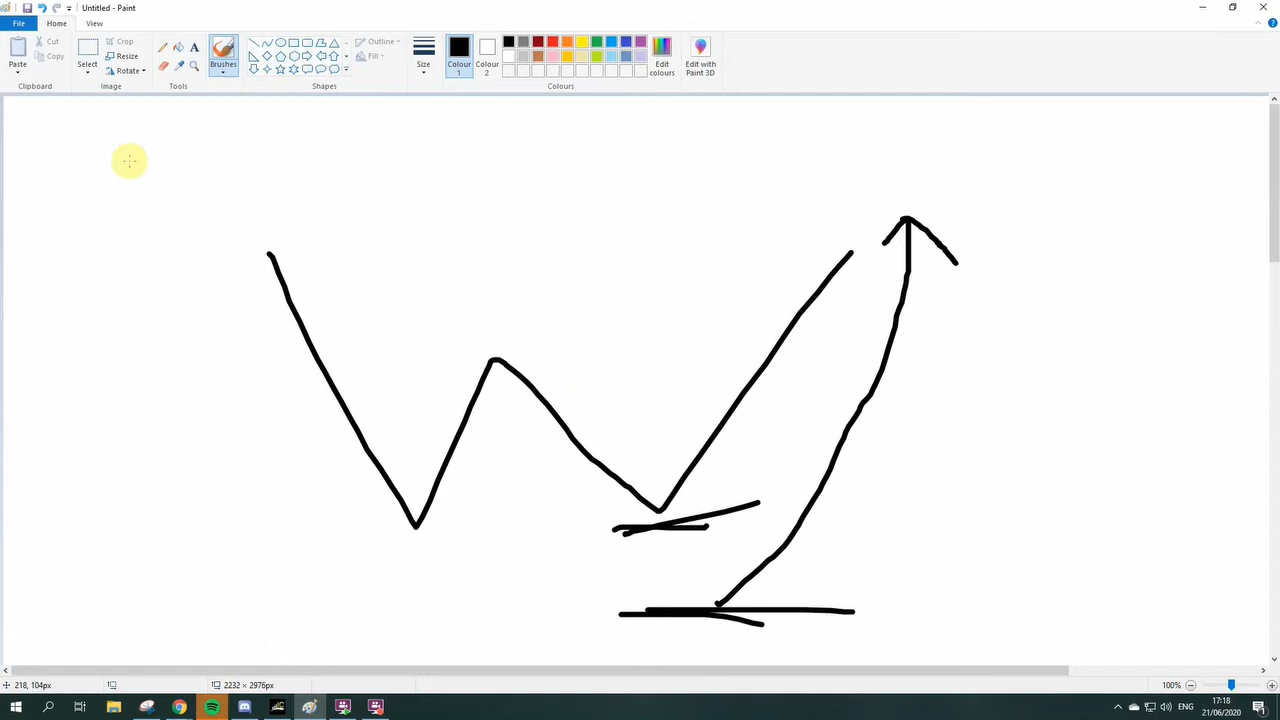 Untitled - Paint
File
Home
View
Paste
Cut
Copy
Clipboard
Select
Crop
Resize
Rotate
Image
A
Tools
Brushes
Outline
Fill
Shapes
Size
Colour
1
Colour
2
Edit
colours
Edit with
Paint 3D
Colours
218, 104px
2232 × 2976px
100%
ENG
17:18
21/06/2020